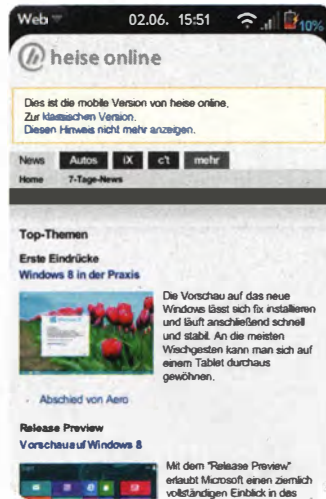 Web 02.06. 15:51 10%
heise online
Dies ist die mobile Version von heise online.
Zur klassischen Version.
Diesen Hinweis nicht mehr anzeigen.
News Autos iX c't mehr
Home 7-Tage-News
Top-Themen
Erste Eindrücke
Windows 8 in der Praxis
Die Vorschau auf das neue
Windows lässt sich fix installieren
und läuft anschließend schnell
und stabil. An die meisten
Wischgesten kann man sich auf
einem Tablet durchaus
gewöhnen.
Abschied von Aero
Release Preview
Vorschau auf Windows 8
Mit dem "Release Preview"
erlaubt Microsoft einen ziemlich
vollständigen Einblick in des